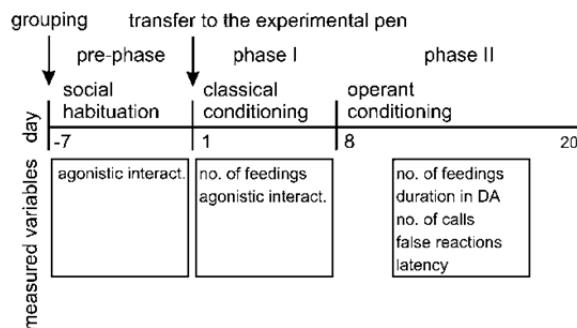 grouping
transfer to the experimental pen
pre-phase
phase I
phase II
social
habituation
classical
conditioning
operant
conditioning
day
-7
1
8
20
measured variables
agonistic interact.
no. of feedings
agonistic interact.
no. of feedings
duration in DA
no. of calls
false reactions
latency